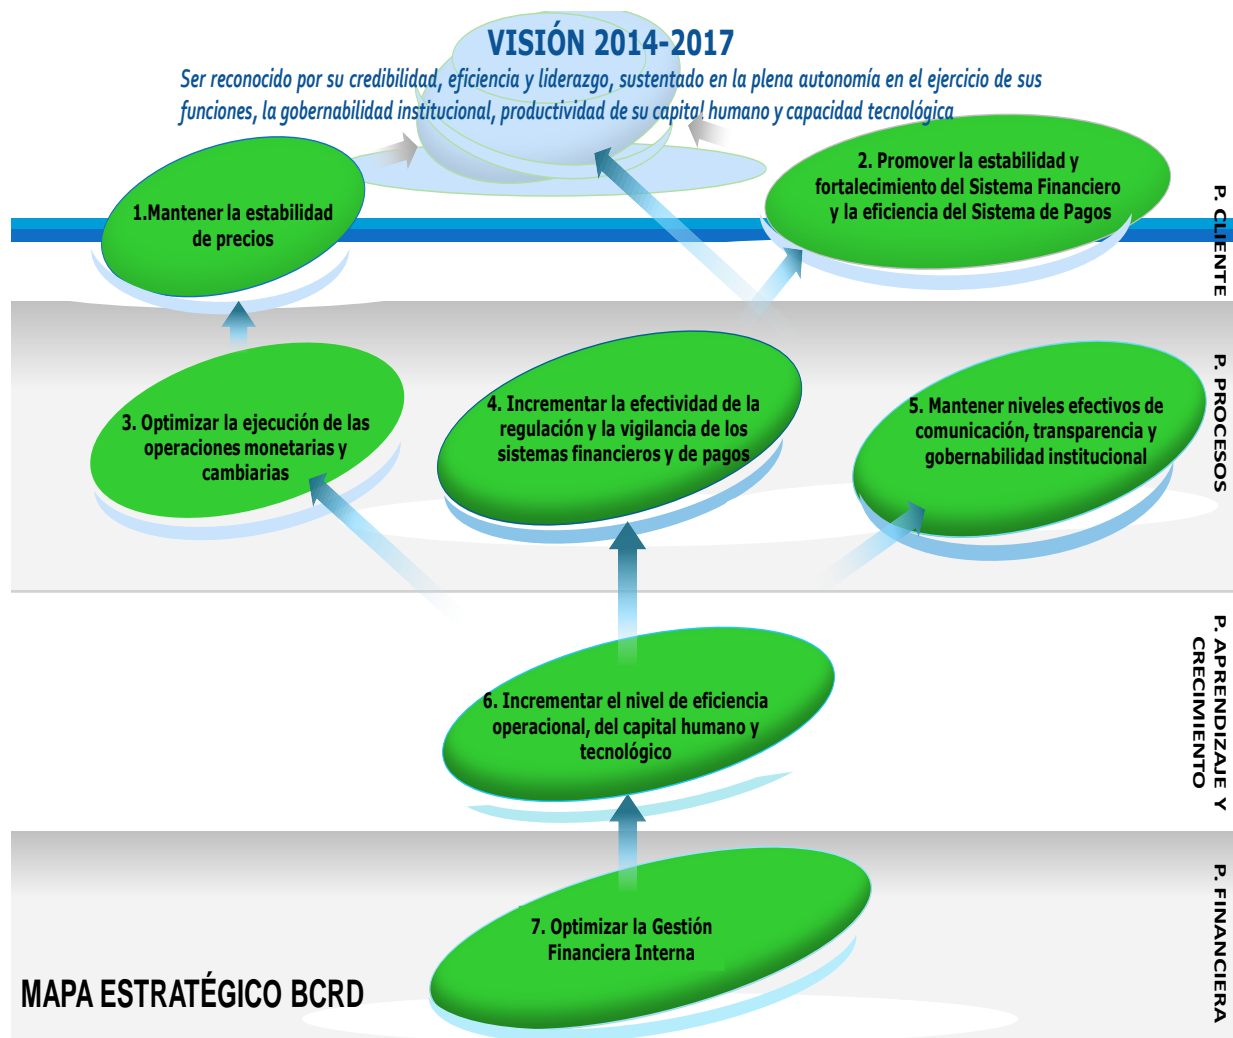 VISIÓN 2014-2017
Ser reconocido por su credibilidad, eficiencia y liderazgo, sustentado en la plena autonomía en el ejercicio de sus
funciones, la gobernabilidad institucional, productividad de su capital humano y capacidad tecnológica
1.Mantener la estabilidad
de precios
2. Promover la estabilidad y
fortalecimiento del Sistema Financiero
y la eficiencia del Sistema de Pagos
P. CLIENTE
3. Optimizar la ejecución de las
operaciones monetarias y
cambiarias
4. Incrementar la efectividad de la
regulación y la vigilancia de los
sistemas financieros y de pagos
5. Mantener niveles efectivos de
comunicación, transparencia y
gobernabilidad institucional
P. PROCESOS
6. Incrementar el nivel de eficiencia
operacional, del capital humano y
tecnológico
P. APRENDIZAJE Y
CRECIMIENTO
7. Optimizar la Gestión
Financiera Interna
P. FINANCIERA
MAPA ESTRATÉGICO BCRD